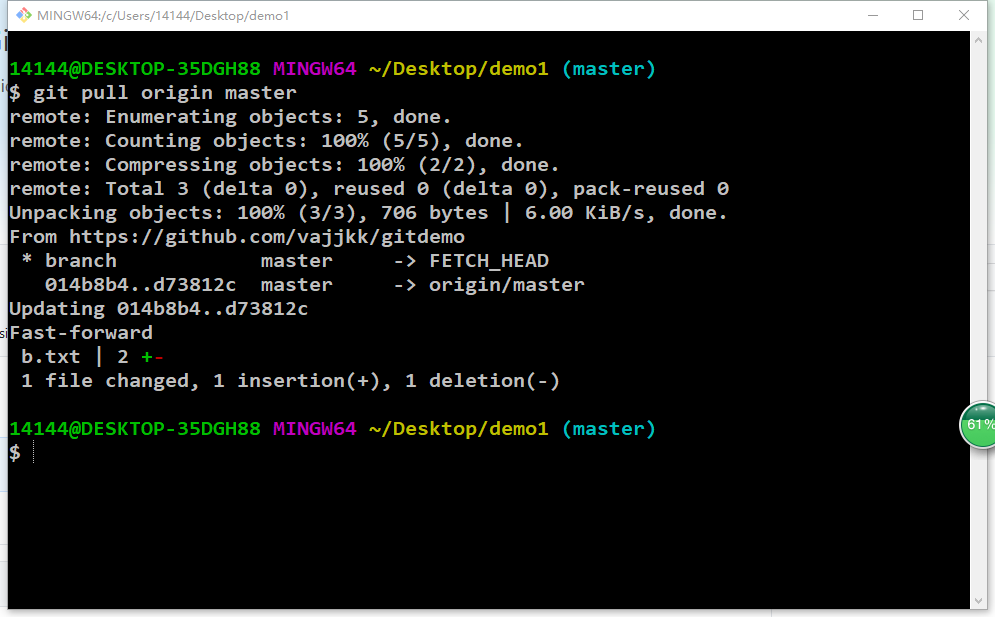 MINGW64:/c/Users/14144/Desktop/demo1
14144@DESKTOP-35DGH88 MINGW64 ~/Desktop/demo1 (master)
$ git pull origin master
remote: Enumerating objects: 5, done.
remote: Counting objects: 100% (5/5), done.
remote: Compressing objects: 100% (2/2), done.
remote: Total 3 (delta 0), reused 0 (delta 0), pack-reused 0
Unpacking objects: 100% (3/3), 706 bytes | 6.00 KiB/s, done.
From https://github.com/vajjkk/gitdemo
 * branch            master     -> FETCH_HEAD
   014b8b4..d73812c  master     -> origin/master
Updating 014b8b4..d73812c
Fast-forward
 b.txt | 2 +-
 1 file changed, 1 insertion(+), 1 deletion(-)
14144@DESKTOP-35DGH88 MINGW64 ~/Desktop/demo1 (master)
$
61%